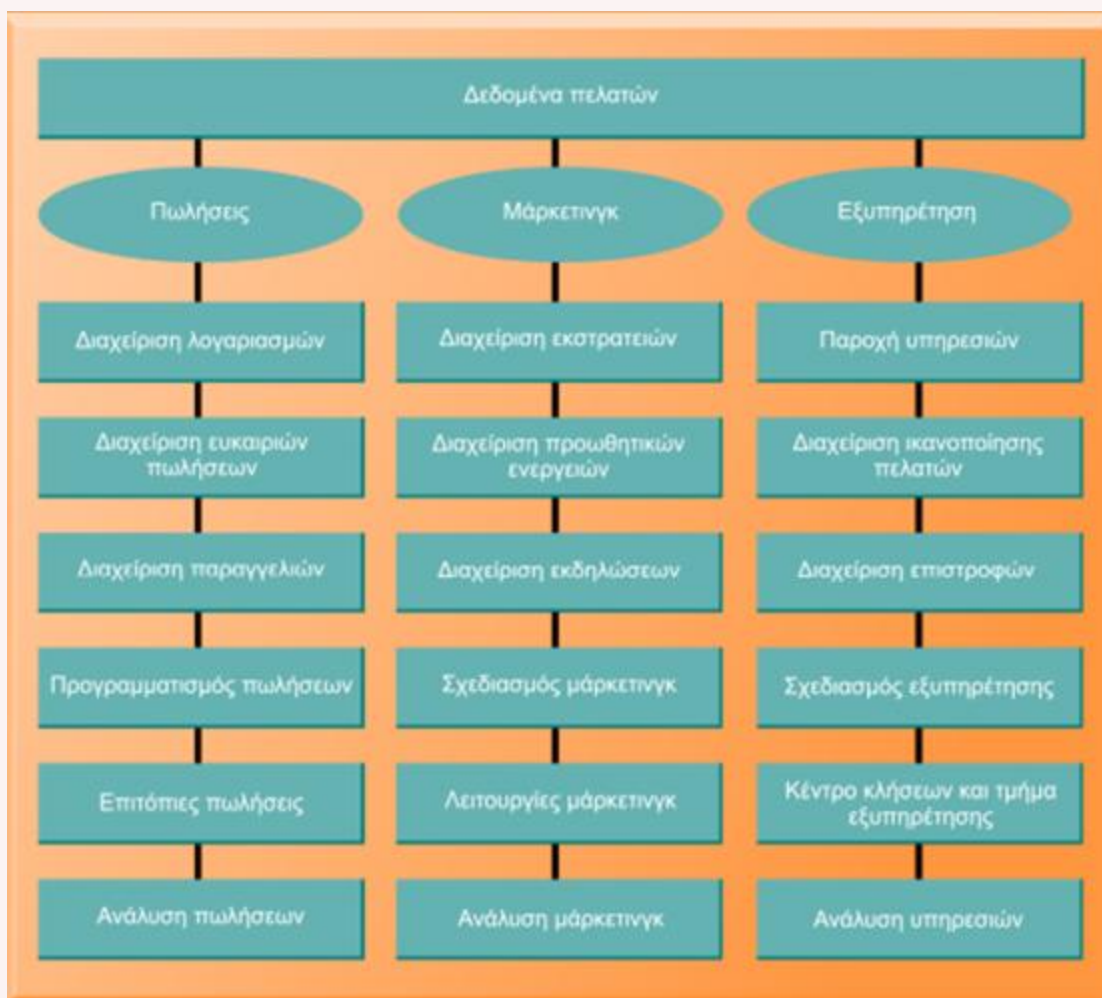 Δεδομένα πελατών
Πωλήσεις
Μάρκετινγκ
Εξυπηρέτηση
Διαχείριση λογαριασμών
Διαχείριση εκστρατειών
Παροχή υπηρεσιών
Διαχείριση ευκαιριών
πωλήσεων
Διαχείριση προωθητικών
ενεργειών
Διαχείριση ικανοποίησης
πελατών
Διαχείριση παραγγελιών
Διαχείριση εκδηλώσεων
Διαχείριση επιστροφών
Προγραμματισμός πωλήσεων
Σχεδιασμός μάρκετινγκ
Σχεδιασμός εξυπηρέτησης
Επιτόπιες πωλήσεις
Λειτουργίες μάρκετινγκ
Κέντρο κλήσεων και τμήμα
εξυπηρέτησης
Ανάλυση πωλήσεων
Ανάλυση μάρκετινγκ
Ανάλυση υπηρεσιών